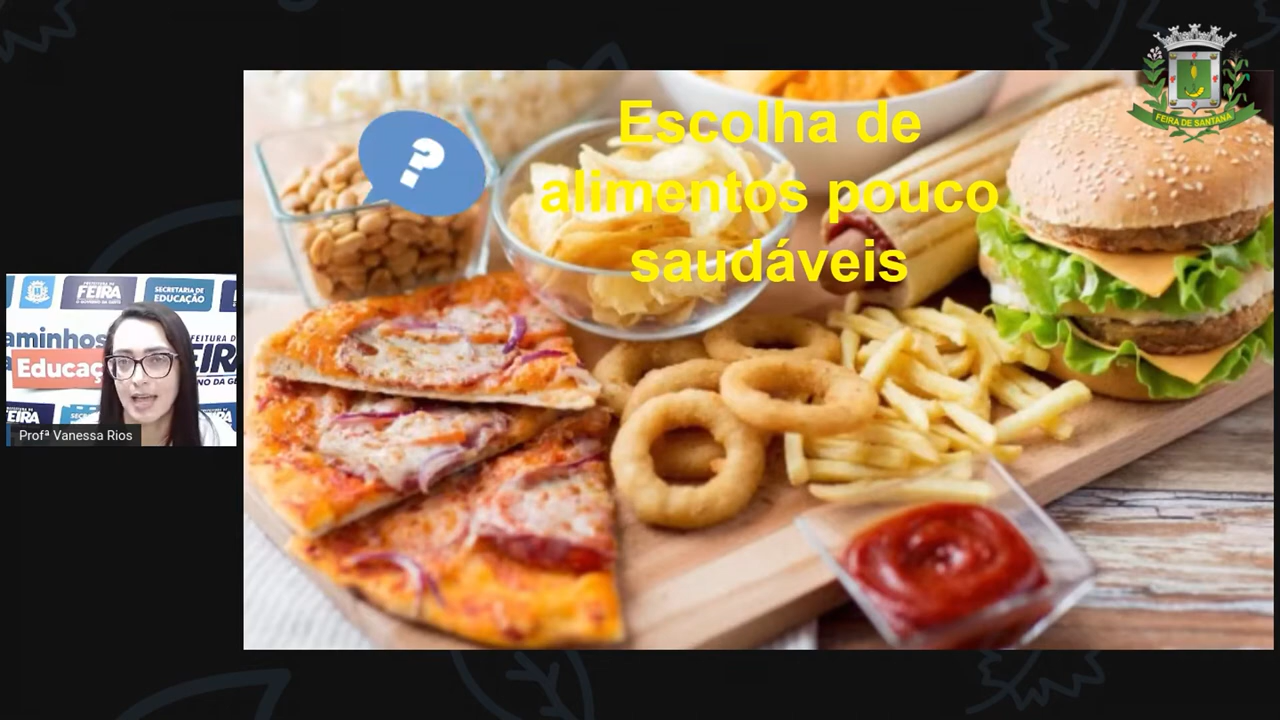 Escolha de
alimentos pouco
saudáveis
?
FEIRA DE SANTANA
FEIRA
SECRETARIA DE
EDUCAÇÃO
aminhos
Educaç
Profª Vanessa Rios